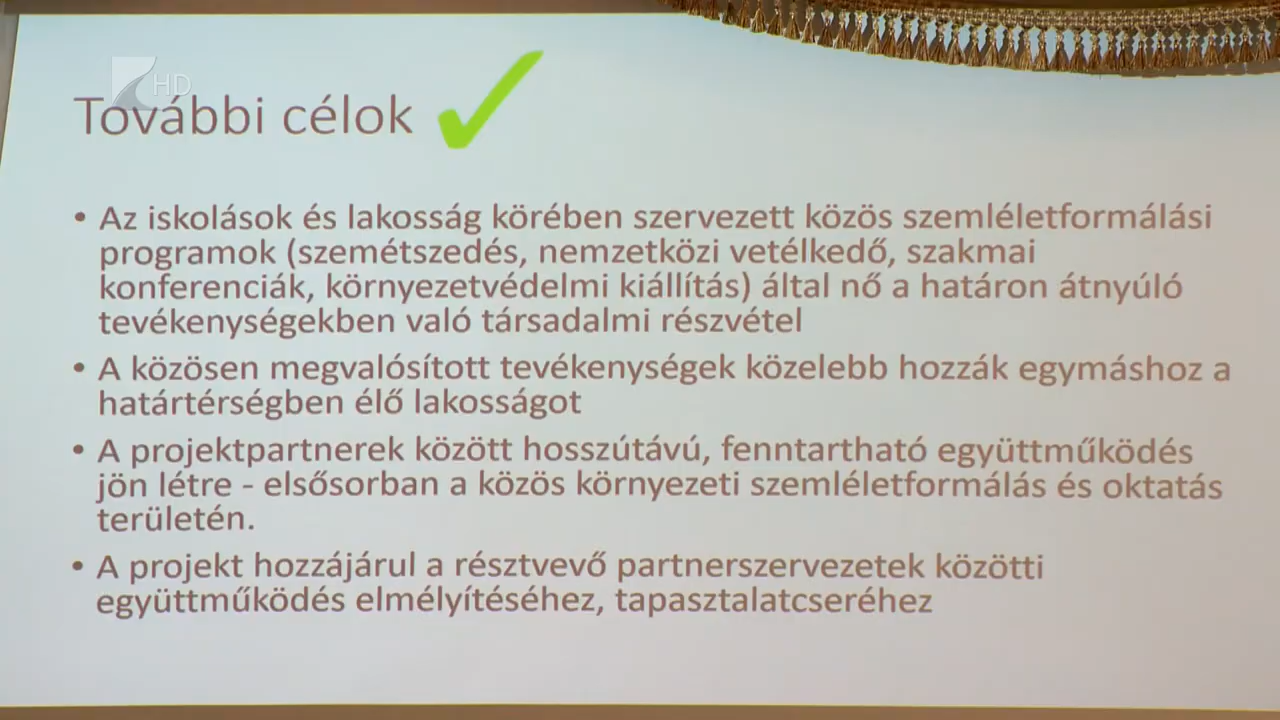 HD
További célok
• Az iskolások és lakosság körében szervezett közös szemléletformálási
programok (szemétszedés, nemzetközi vetélkedő, szakmai
konferenciák, környezetvédelmi kiállítás) által nő a határon átnyúló
tevékenységekben való társadalmi részvétel
• A közösen megvalósított tevékenységek közelebb hozzák egymáshoz a
határtérségben élő lakosságot
• A projektpartnerek között hosszútávú, fenntartható együttműködés
jön létre - elsősorban a közös környezeti szemléletformálás és oktatás
területén.
• A projekt hozzájárul a résztvevő partnerszervezetek közötti
együttműködés elmélyítéséhez, tapasztalatcseréhez